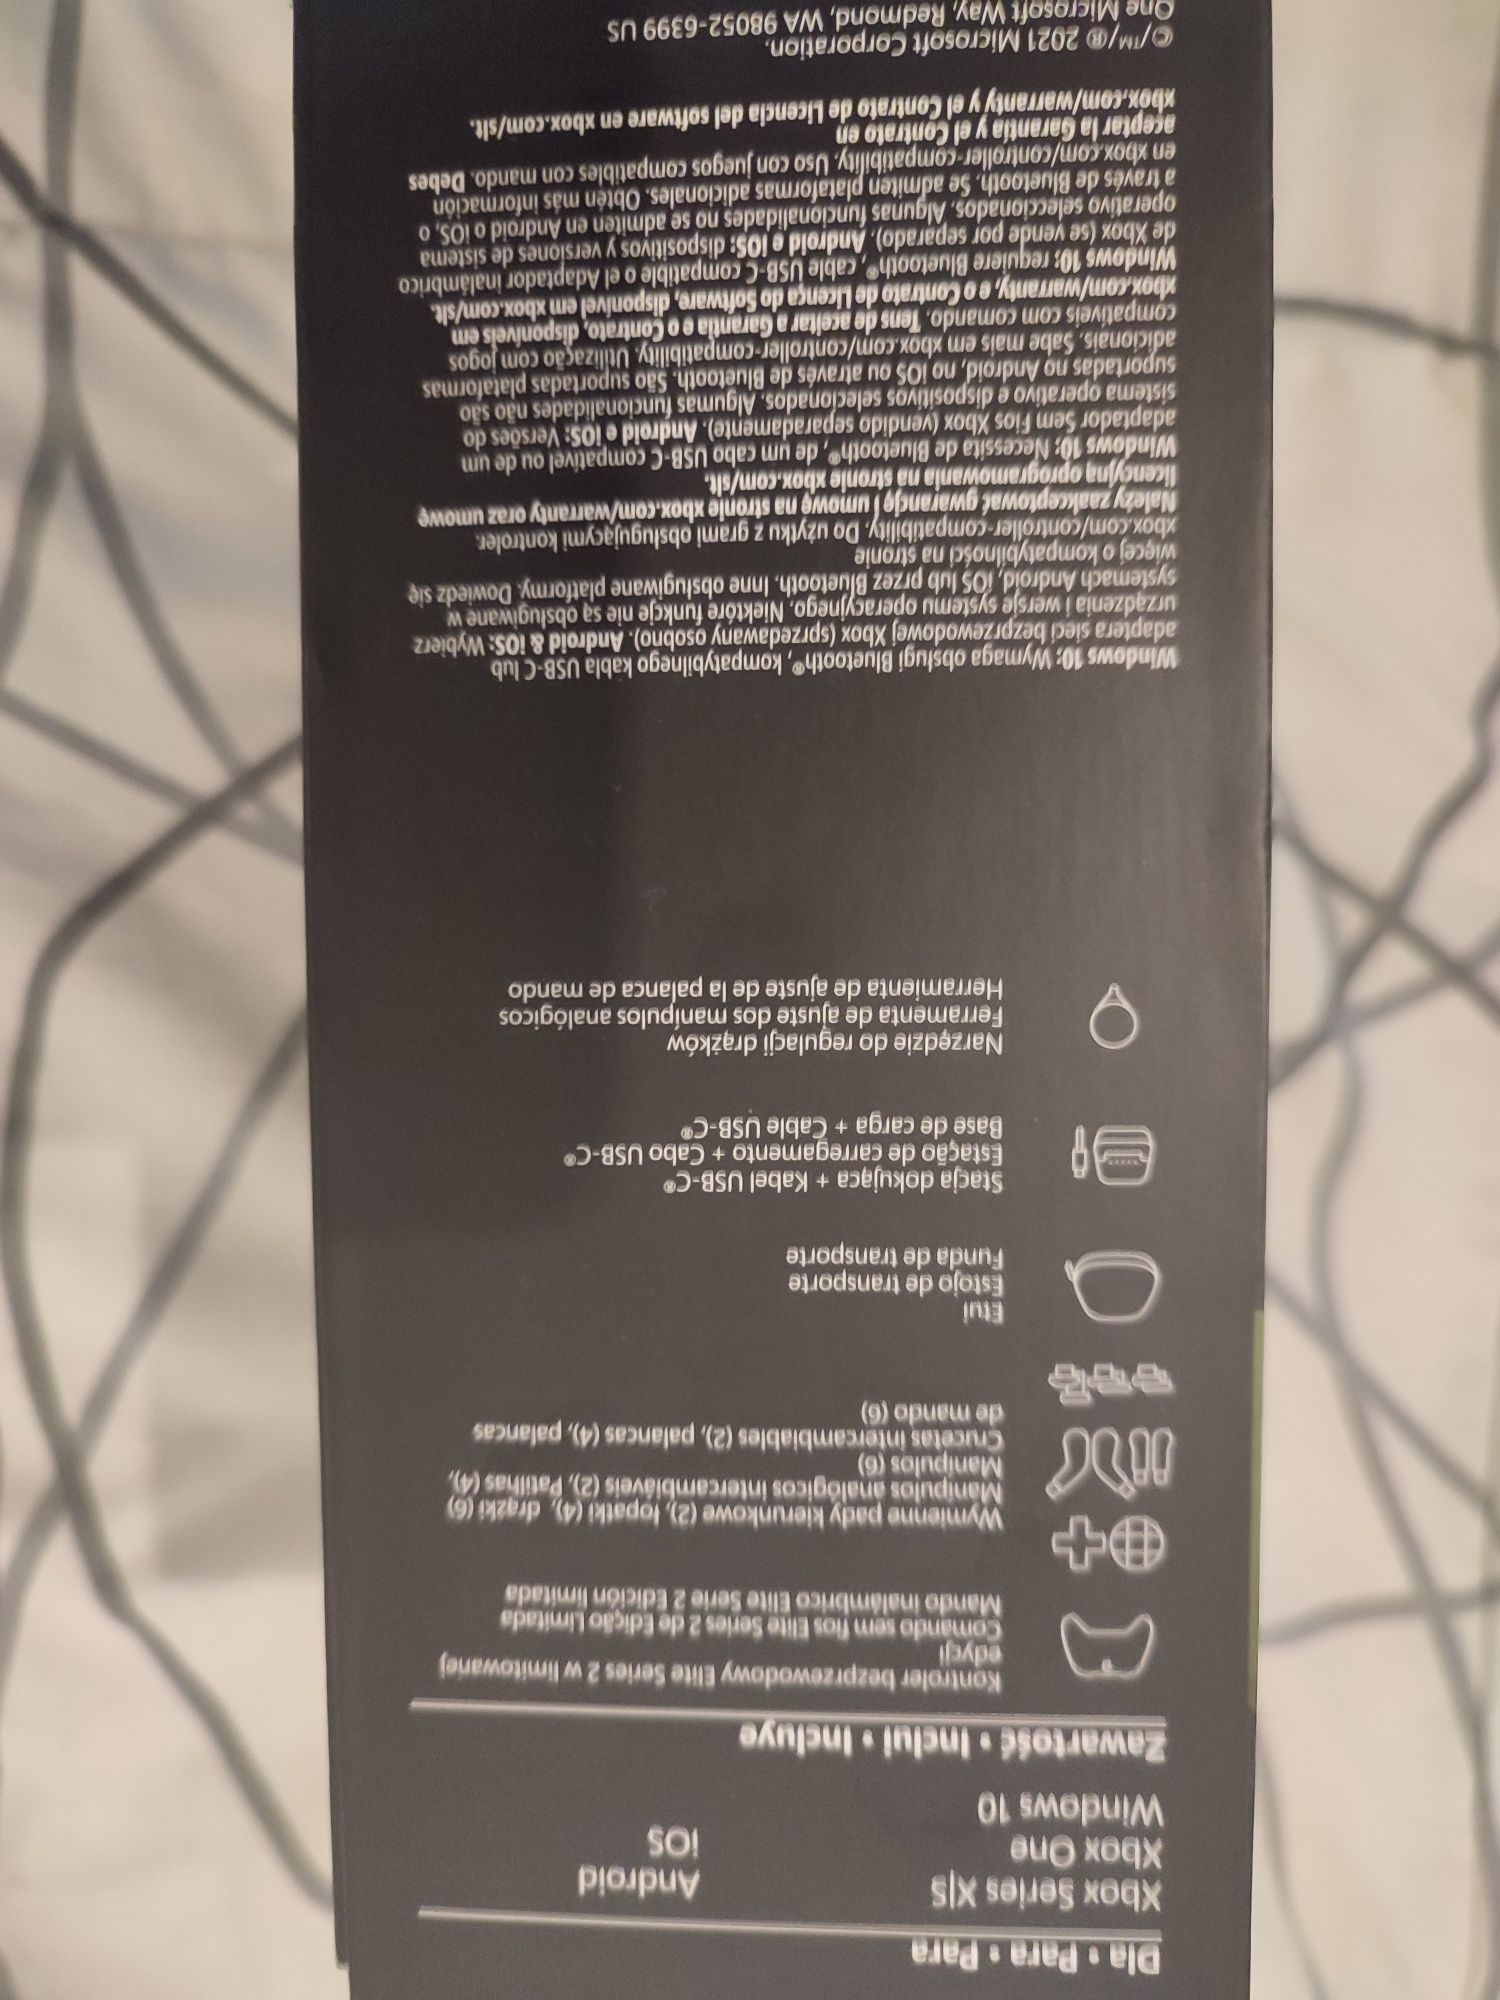 Dla • Para • Para
Xbox Series X|S
Xbox One
Windows 10
Android
iOS
Zawartość • Inclui • Incluye
Kontroler bezprzewodowy Elite Series 2 w limitowanej
edycji
Comando sem fios Elite Series 2 de Edição Limitada
Mando inalámbrico Elite Serie 2 Edición limitada
Wymienne pady kierunkowe (2), łopatki (4), drążki (6)
Manípulos analógicos intercambiáveis (2), Patilhas (4),
Manípulos (6)
Crucetas intercambiables (2), palancas (4), palancas
de mando (6)
Etui
Estojo de transporte
Funda de transporte
Stacja dokująca + Kabel USB-C®
Estação de carregamento + Cabo USB-C®
Base de carga + Cable USB-C®
Narzędzie do regulacji drążków
Ferramenta de ajuste dos manípulos analógicos
Herramienta de ajuste de la palanca de mando
Windows 10: Wymaga obsługi Bluetooth®, kompatybilnego kabla USB-C lub
adaptera sieci bezprzewodowej Xbox (sprzedawany osobno). Android & iOS: Wybierz
urządzenia i wersje systemu operacyjnego. Niektóre funkcje nie są obsługiwane w
systemach Android, iOS lub przez Bluetooth. Inne obsługiwane platformy. Dowiedz się
więcej o kompatybilności na stronie
xbox.com/controller-compatibility. Do użytku z grami obsługującymi kontroler.
Należy zaakceptować gwarancję i umowę na stronie xbox.com/warranty oraz umowę
licencyjną oprogramowania na stronie xbox.com/slt.
Windows 10: Necessita de Bluetooth®, de um cabo USB-C compatível ou de um
adaptador Sem Fios Xbox (vendido separadamente). Android e iOS: Versões do
sistema operativo e dispositivos selecionados. Algumas funcionalidades não são
suportadas no Android, no iOS ou através de Bluetooth. São suportadas plataformas
adicionais. Sabe mais em xbox.com/controller-compatibility. Utilização com jogos
compatíveis com comando. Tens de aceitar a Garantia e o Contrato, disponíveis em
xbox.com/warranty, e o Contrato de Licença do Software, disponível em xbox.com/slt.
Windows 10: requiere Bluetooth®, cable USB-C compatible o el Adaptador inalámbrico
de Xbox (se vende por separado). Android e iOS: dispositivos y versiones de sistema
operativo seleccionados. Algunas funcionalidades no se admiten en Android o iOS, o
a través de Bluetooth. Se admiten plataformas adicionales. Obtén más información
en xbox.com/controller-compatibility. Uso con juegos compatibles con mando. Debes
aceptar la Garantía y el Contrato en
xbox.com/warranty y el Contrato de Licencia del software en xbox.com/slt.
©/™/® 2021 Microsoft Corporation.
One Microsoft Way, Redmond, WA 98052-6399 US